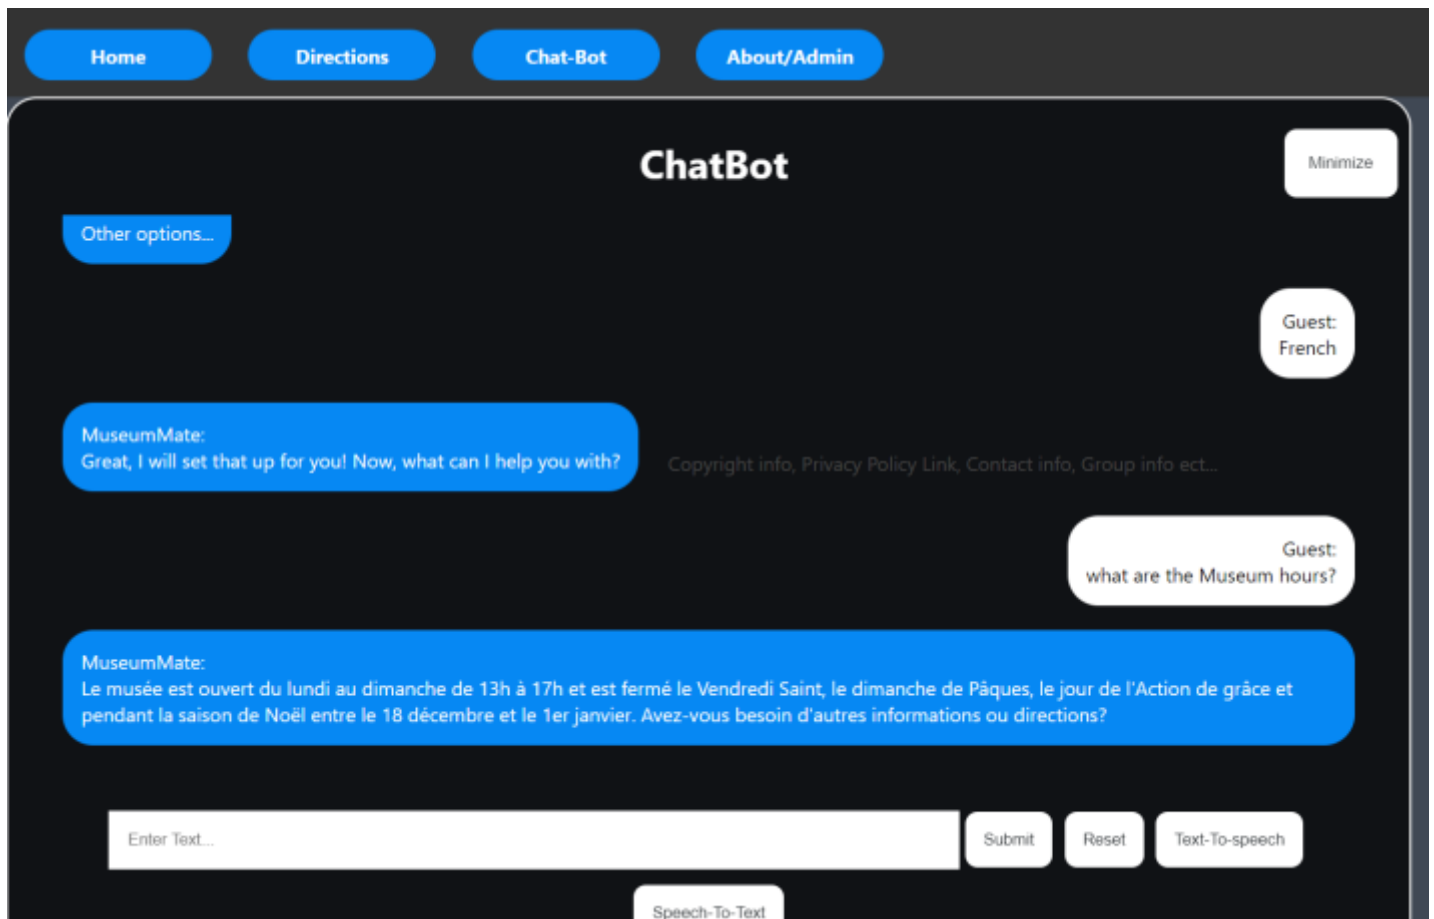 Home
Directions
Chat-Bot
About/Admin
ChatBot
Minimize
Other options...
Guest:
French
MuseumMate:
Great, I will set that up for you! Now, what can I help you with?
Copyright info, Privacy Policy Link, Contact info, Group info ect...
Guest:
what are the Museum hours?
MuseumMate:
Le musée est ouvert du lundi au dimanche de 13h à 17h et est fermé le Vendredi Saint, le dimanche de Pâques, le jour de l'Action de grâce et
pendant la saison de Noël entre le 18 décembre et le 1er janvier. Avez-vous besoin d'autres informations ou directions?
Enter Text...
Submit
Reset
Text-To-speech
Speech-To-Text